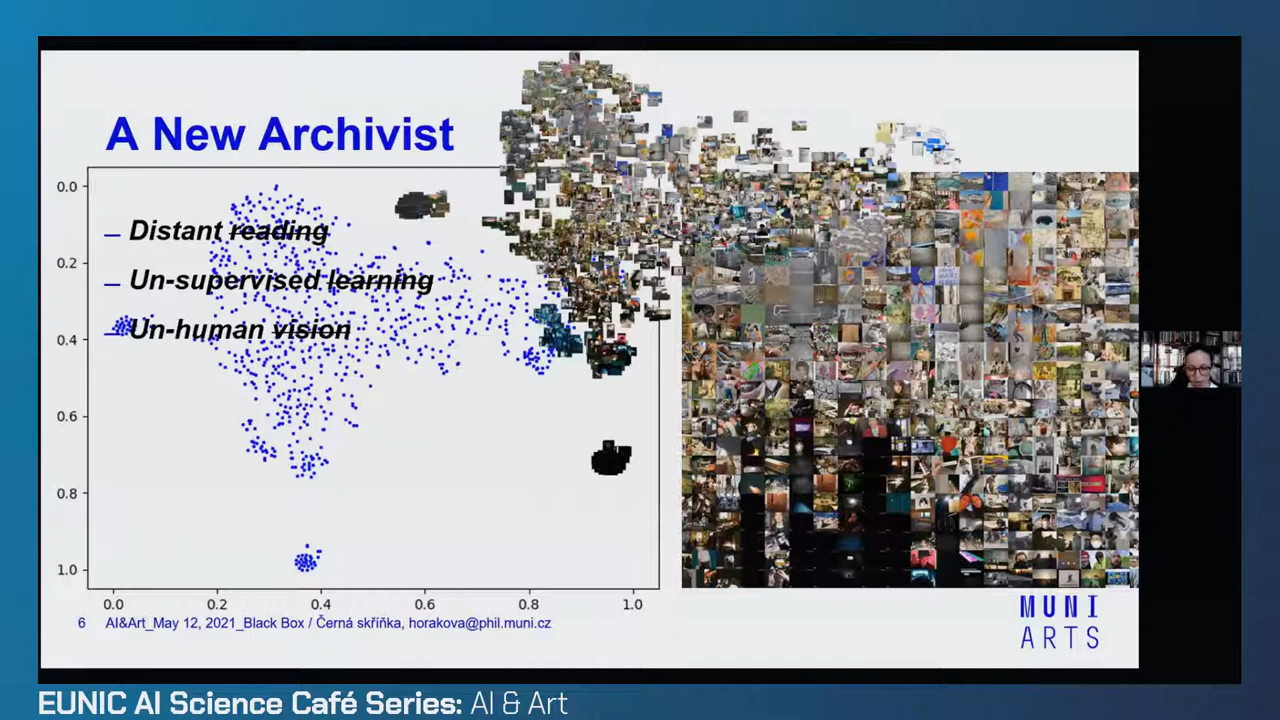 A New Archivist
0.0
– Distant reading
0.2
– Un-supervised learning
– Un-human vision
0.4
0.6
0.8
1.0
0.0 0.2 0.4 0.6 0.8 1.0
6 AI&Art_May 12, 2021_Black Box / Černá skříňka, horakova@phil.muni.cz
MUNI
ARTS
EUNIC AI Science Café Series: AI & Art